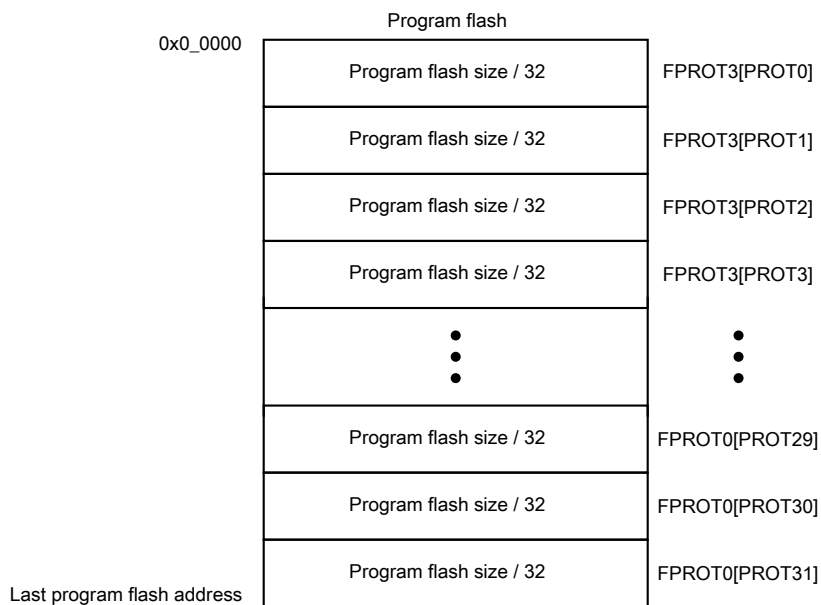 Program flash
0x0_0000
Program flash size / 32 FPROT3[PROT0]
Program flash size / 32 FPROT3[PROT1]
Program flash size / 32 FPROT3[PROT2]
Program flash size / 32 FPROT3[PROT3]
Program flash size / 32 FPROT0[PROT29]
Program flash size / 32 FPROT0[PROT30]
Program flash size / 32 FPROT0[PROT31]
Last program flash address